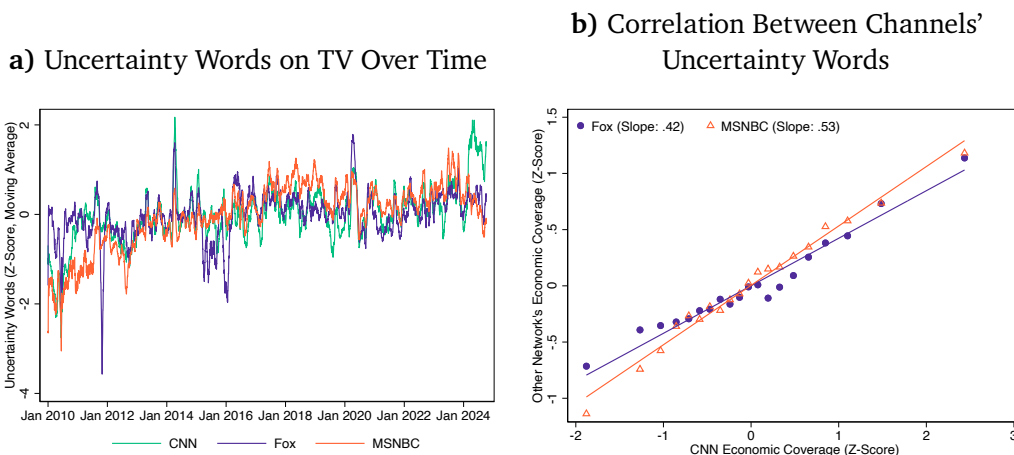 a) Uncertainty Words on TV Over Time
Uncertainty Words (Z-Score, Moving Average)
2
0
-2
-4
Jan 2010 Jan 2012 Jan 2014 Jan 2016 Jan 2018 Jan 2020 Jan 2022 Jan 2024
CNN Fox MSNBC
b) Correlation Between Channels’
Uncertainty Words
Other Network's Economic Coverage (Z-Score)
Fox (Slope: .42) MSNBC (Slope: .53)
1.5
1
.5
0
-.5
-1
-2 -1 0 1 2 3
CNN Economic Coverage (Z-Score)